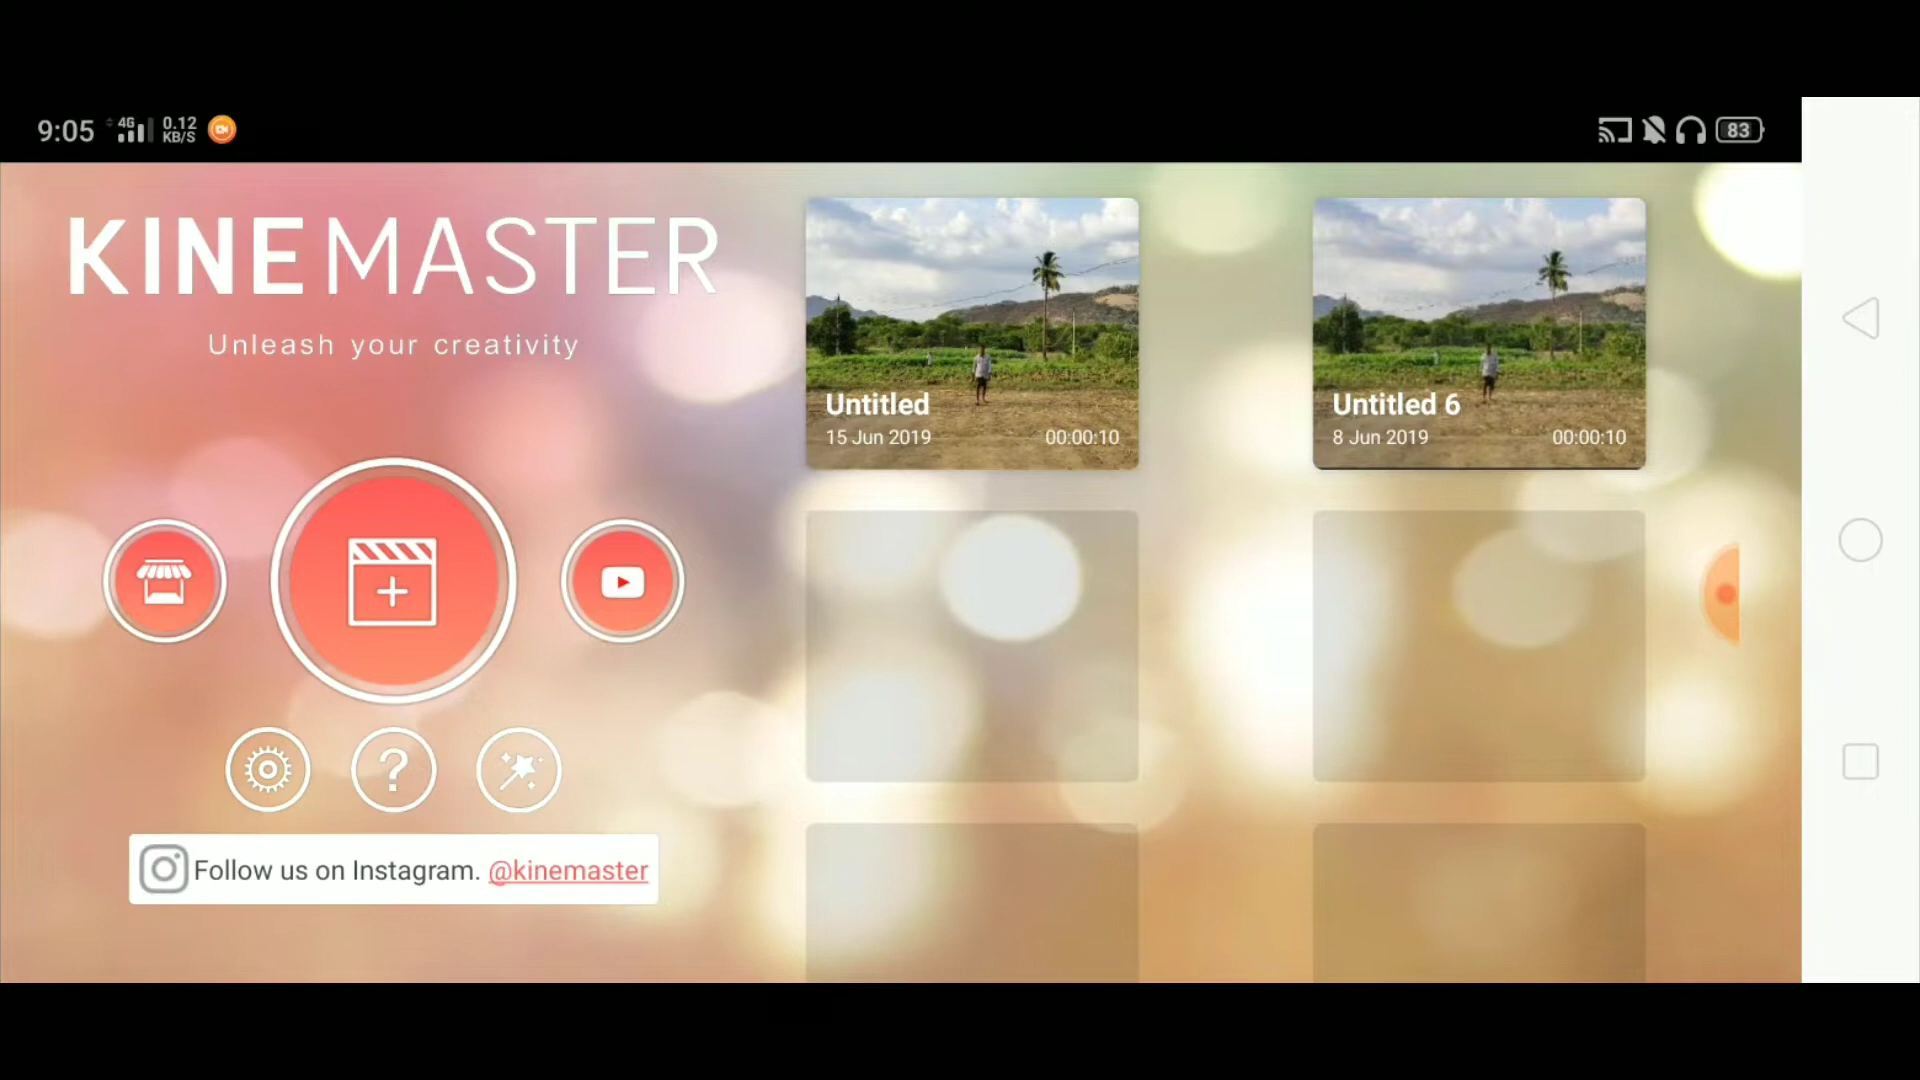 9:05 4G 0.12 KB/S 83
KINEMASTER
Unleash your creativity
Untitled
15 Jun 2019 00:00:10
Untitled 6
8 Jun 2019 00:00:10
?
Follow us on Instagram. @kinemaster